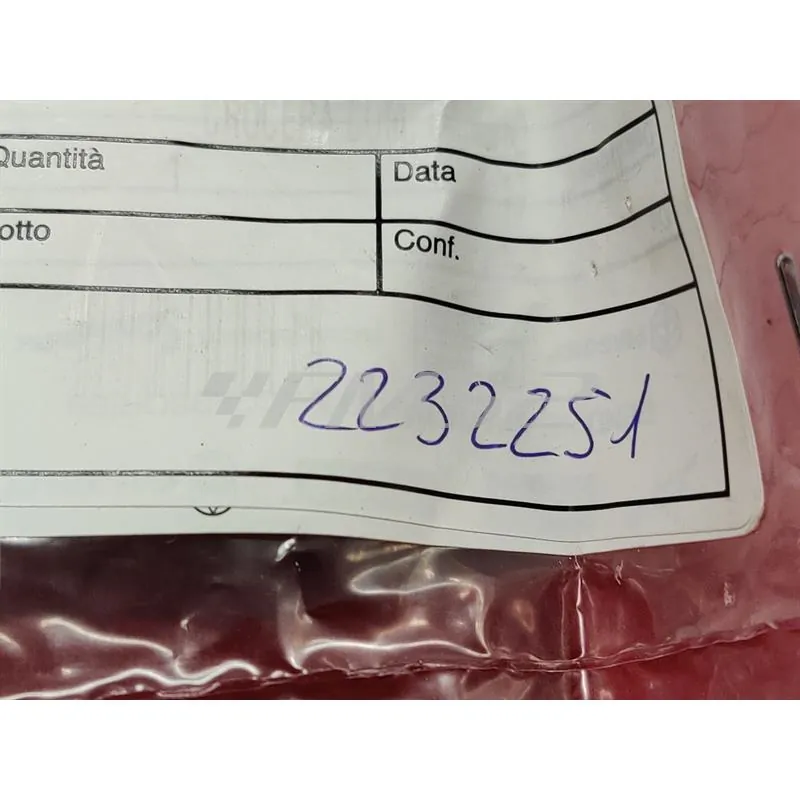 Quantità
Data
otto
Conf.
2232251